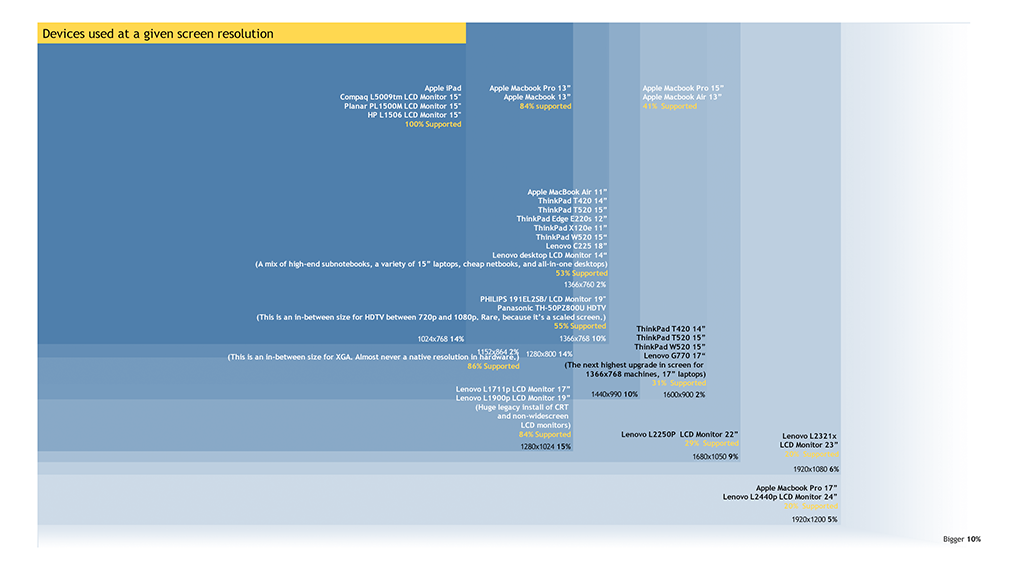 Devices used at a given screen resolution
Apple iPad
Compaq L5009tm LCD Monitor 15"
Planar PL1500M LCD Monitor 15"
HP L1506 LCD Monitor 15"
100% Supported
Apple Macbook Pro 13”
Apple Macbook 13”
84% supported
Apple Macbook Pro 15”
Apple Macbook Air 13”
41% Supported
Apple MacBook Air 11”
ThinkPad T420 14”
ThinkPad T520 15”
ThinkPad Edge E220s 12”
ThinkPad X120e 11”
ThinkPad W520 15”
Lenovo C225 18”
Lenovo desktop LCD Monitor 14”
(A mix of high-end subnotebooks, a variety of 15” laptops, cheap netbooks, and all-in-one desktops)
53% Supported
1366x760 2%
PHILIPS 191EL2SB/ LCD Monitor 19"
Panasonic TH-50PZ800U HDTV
(This is an in-between size for HDTV between 720p and 1080p. Rare, because it’s a scaled screen.)
55% Supported
1024x768 14%
1366x768 10%
1152x864 2%
1280x800 14%
(This is an in-between size for XGA. Almost never a native resolution in hardware.)
86% Supported
ThinkPad T420 14”
ThinkPad T520 15”
ThinkPad W520 15”
Lenovo G770 17”
(The next highest upgrade in screen for
1366x768 machines, 17” laptops)
31% Supported
1440x990 10%
1600x900 2%
Lenovo L1711p LCD Monitor 17”
Lenovo L1900p LCD Monitor 19”
(Huge legacy install of CRT
and non-widescreen
LCD monitors)
84% Supported
1280x1024 15%
Lenovo L2250P LCD Monitor 22”
Supported
1680x1050 9%
Lenovo L2321x
LCD Monitor 23”
Supported
1920x1080 6%
Apple Macbook Pro 17”
Lenovo L2440p LCD Monitor 24”
1920x1200 5%
Bigger 10%